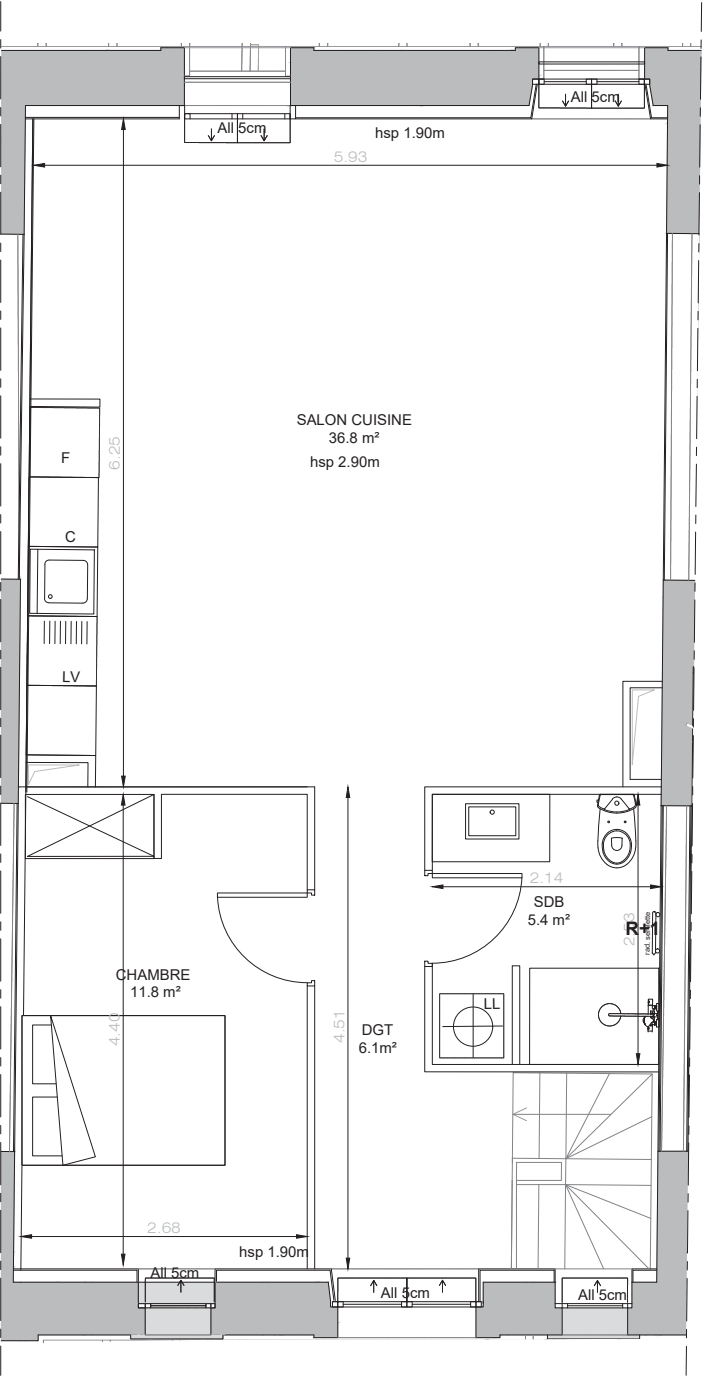 All 5cm
All 5cm
hsp 1.90m
5.93
SALON CUISINE
36.8 m²
hsp 2.90m
6.25
F
C
LV
2.14
SDB
5.4 m²
R+1
CHAMBRE
11.8 m²
4.40
4.51
DGT
6.1m²
LL
2.68
hsp 1.90m
All 5cm
All 5cm
All 5cm